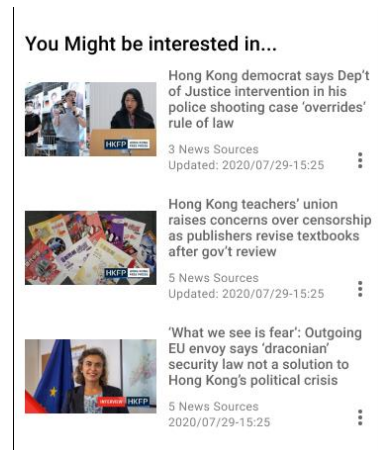 You Might be interested in...
Hong Kong democrat says Dep't
of Justice intervention in his
police shooting case ‘overrides’
rule of law
HKFP
3 News Sources
Updated: 2020/07/29-15:25
Hong Kong teachers’ union
raises concerns over censorship
as publishers revise textbooks
after gov’t review
HKFP
5 News Sources
Updated: 2020/07/29-15:25
‘What we see is fear’: Outgoing
EU envoy says ‘draconian’
security law not a solution to
Hong Kong’s political crisis
INTERVIEW HKFP
5 News Sources
2020/07/29-15:25